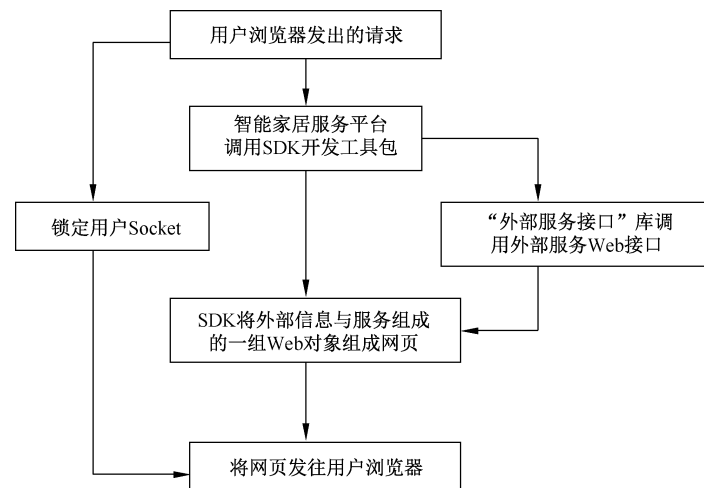 用户浏览器发出的请求
智能家居服务平台
调用SDK开发工具包
锁定用户Socket
“外部服务接口”库调
用外部服务Web接口
SDK将外部信息与服务组成
的一组Web对象组成网页
将网页发往用户浏览器